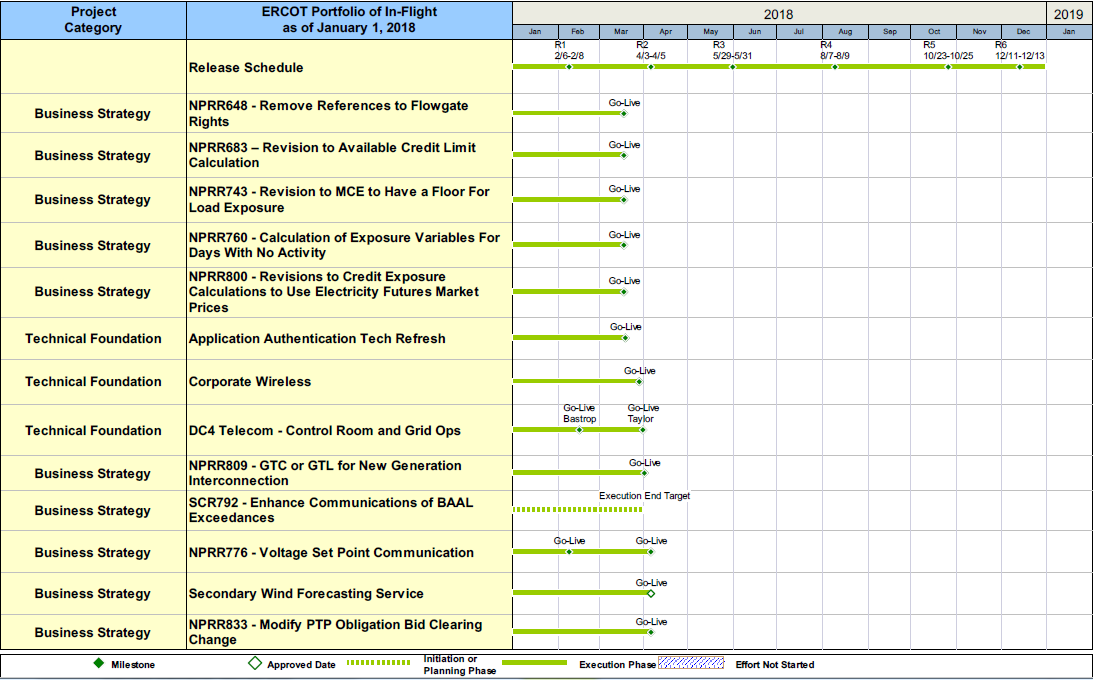 Project
Category
ERCOT Portfolio of In-Flight
as of January 1, 2018
2018
2019
Jan Feb Mar Apr May Jun Jul Aug Sep Oct Nov Dec Jan
Release Schedule
R1 R2 R3 R4 R5 R6
2/6-2/8 4/3-4/5 5/29-5/31 8/7-8/9 10/23-10/25 12/11-12/13
Business Strategy
NPRR648 - Remove References to Flowgate
Rights
Go-Live
Business Strategy
NPRR683 – Revision to Available Credit Limit
Calculation
Go-Live
Business Strategy
NPRR743 - Revision to MCE to Have a Floor For
Load Exposure
Go-Live
Business Strategy
NPRR760 - Calculation of Exposure Variables For
Days With No Activity
Go-Live
Business Strategy
NPRR800 - Revisions to Credit Exposure
Calculations to Use Electricity Futures Market
Prices
Go-Live
Technical Foundation
Application Authentication Tech Refresh
Go-Live
Technical Foundation
Corporate Wireless
Go-Live
Technical Foundation
DC4 Telecom - Control Room and Grid Ops
Go-Live
Bastrop
Go-Live
Taylor
Business Strategy
NPRR809 - GTC or GTL for New Generation
Interconnection
Go-Live
Business Strategy
SCR792 - Enhance Communications of BAAL
Exceedances
Execution End Target
Business Strategy
NPRR776 - Voltage Set Point Communication
Go-Live Go-Live
Business Strategy
Secondary Wind Forecasting Service
Go-Live
Business Strategy
NPRR833 - Modify PTP Obligation Bid Clearing
Change
Go-Live
Milestone
Approved Date
Initiation or
Planning Phase
Execution Phase
Effort Not Started